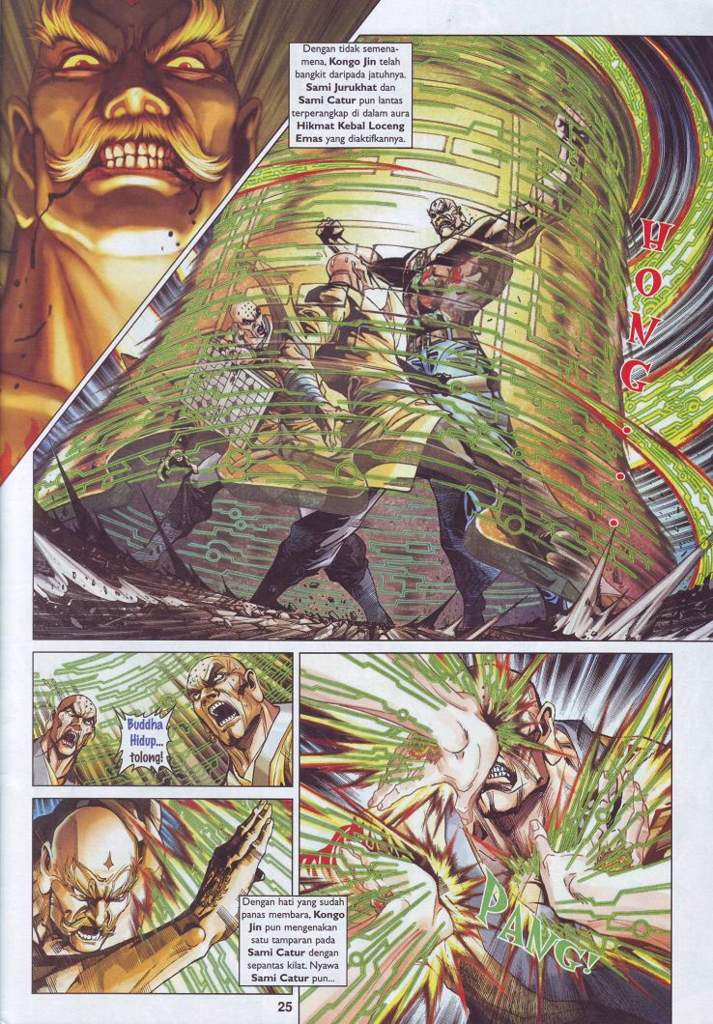 Dengan tidak semena-
mena, Kongo Jin telah
bangkit daripada jatuhnya.
Sami Jurukhat dan
Sami Catur pun lantas
terperangkap di dalam aura
Hikmat Kebal Loceng
Emas yang diaktifkannya.
HONG...
Buddha
Hidup...
tolong!
Dengan hati yang sudah
panas membara, Kongo
Jin pun mengenakan
satu tamparan pada
Sami Catur dengan
sepantas kilat. Nyawa
Sami Catur pun...
PANG!
25